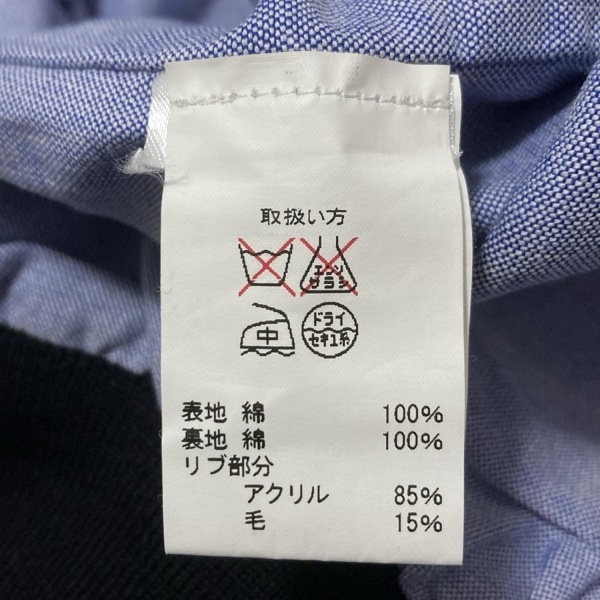 取扱い方
エンソ
サラシ
中
ドライ
セキユ系
表地 綿 100%
裏地 綿 100%
リブ部分
アクリル 85%
毛 15%